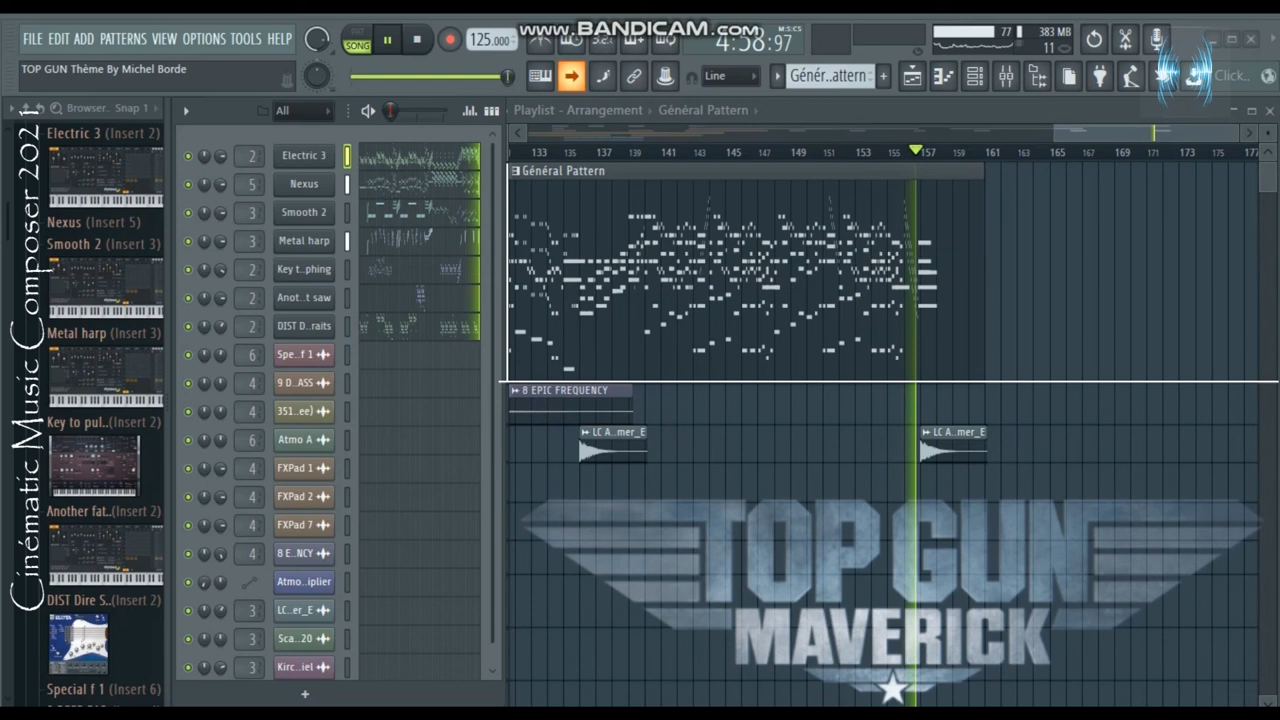 WWW.BANDICAM.COM
FILE EDIT ADD PATTERNS VIEW OPTIONS TOOLS HELP
SONG
125.000
4:58:97
M:S:CS
77
383 MB
11
TOP GUN Thème By Michel Borde
Line
Génér..attern
Click..
Browser.. Snap 1
All
Playlist - Arrangement
Général Pattern
133 135 137 139 141 143 145 147 149 151 153 155 157 159 161 163 165 167 169 171 173 175 177
Cinématic Music Composer 2021
Electric 3 (Insert 2)
Nexus (Insert 5)
Smooth 2 (Insert 3)
Metal harp (Insert 3)
Key to pul..(Insert 2)
Another fat..(Insert 2)
DIST Dire S..(Insert 2)
Special f 1 (Insert 6)
2 Electric 3
5 Nexus
3 Smooth 2
3 Metal harp
2 Key t..phing
2 Anot..t saw
2 DIST D..raits
6 Spe..f 1
4 9 D..ASS
4 351..ee)
6 Atmo A
4 FXPad 1
4 FXPad 2
4 FXPad 7
4 8 E..NCY
Atmo..iplier
3 LC..er_E
3 Sca..20
3 Kirc..iel
Général Pattern
8 EPIC FREQUENCY
LC A..mer_E
LC A..mer_E
TOP GUN
MAVERICK